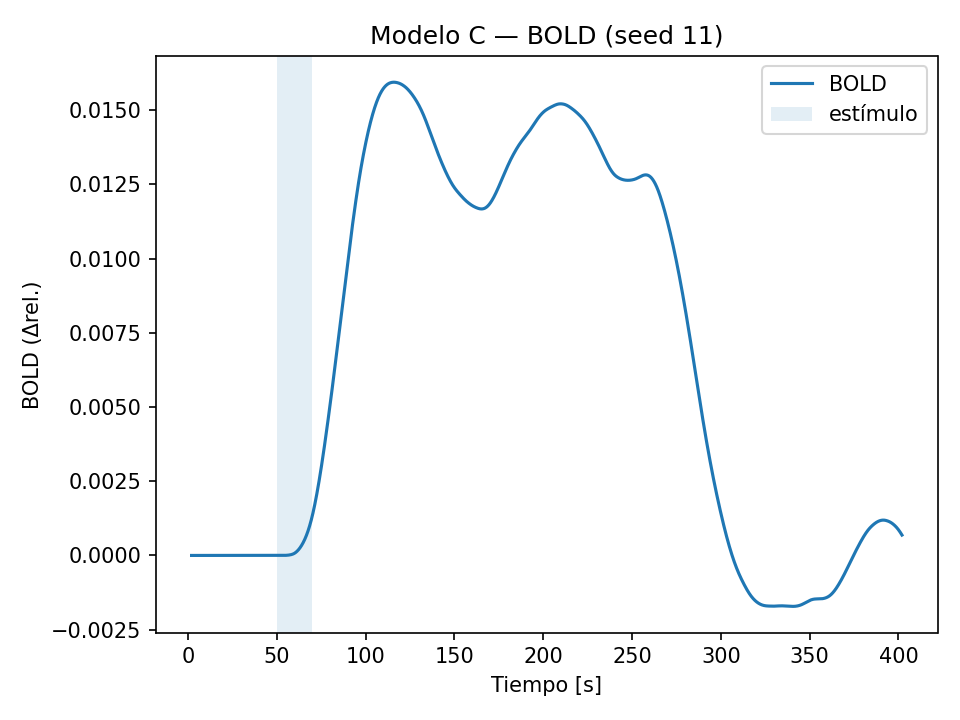 Modelo C — BOLD (seed 11)
BOLD
estímulo
BOLD (Δrel.)
0.0150
0.0125
0.0100
0.0075
0.0050
0.0025
0.0000
−0.0025
0 50 100 150 200 250 300 350 400
Tiempo [s]